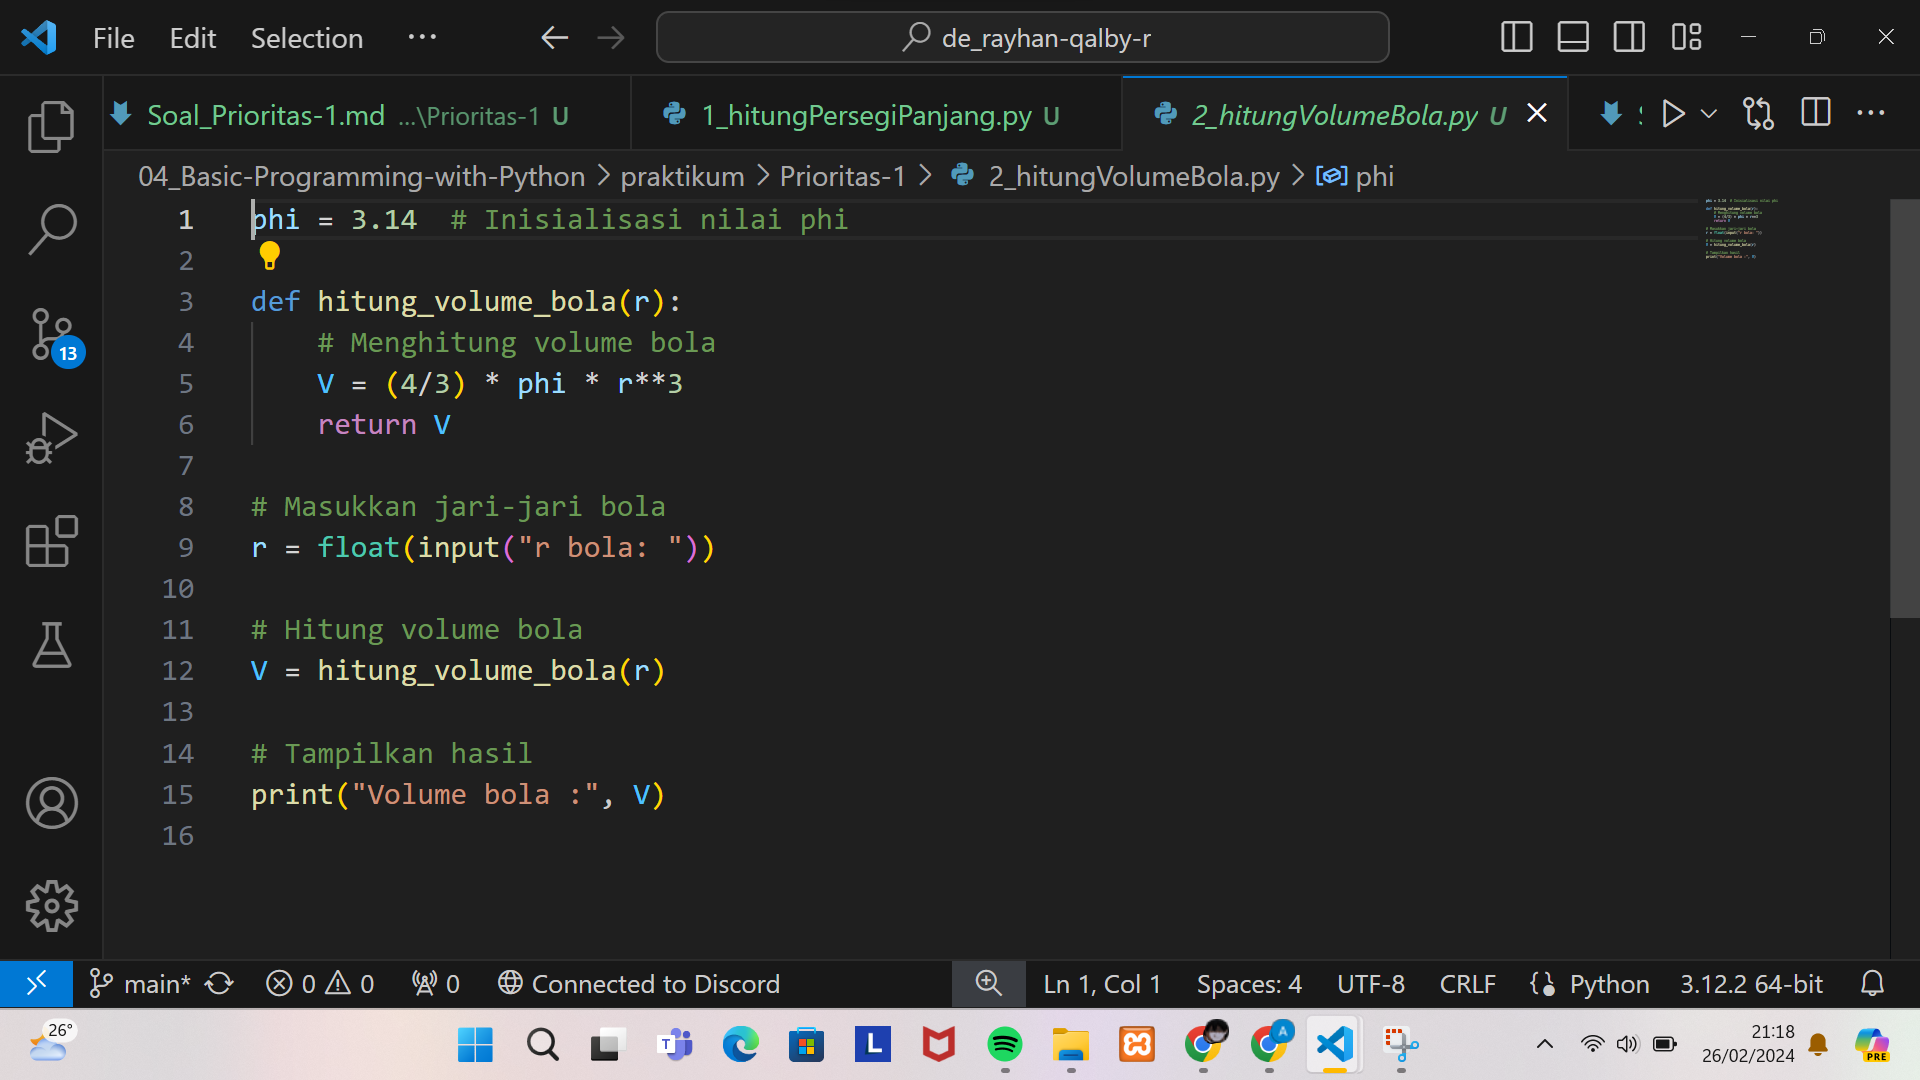 File Edit Selection ··· de_rayhan-qalby-r
Soal_Prioritas-1.md ...\Prioritas-1 U 1_hitungPersegiPanjang.py U 2_hitungVolumeBola.py U
04_Basic-Programming-with-Python > praktikum > Prioritas-1 > 2_hitungVolumeBola.py > phi
1 phi = 3.14  # Inisialisasi nilai phi
2
3 def hitung_volume_bola(r):
4     # Menghitung volume bola
5     V = (4/3) * phi * r**3
6     return V
7
8 # Masukkan jari-jari bola
9 r = float(input("r bola: "))
10
11 # Hitung volume bola
12 V = hitung_volume_bola(r)
13
14 # Tampilkan hasil
15 print("Volume bola :", V)
16
13
main* 0 0 0 Connected to Discord Ln 1, Col 1 Spaces: 4 UTF-8 CRLF Python 3.12.2 64-bit
26° T L A 21:18
26/02/2024 PRE